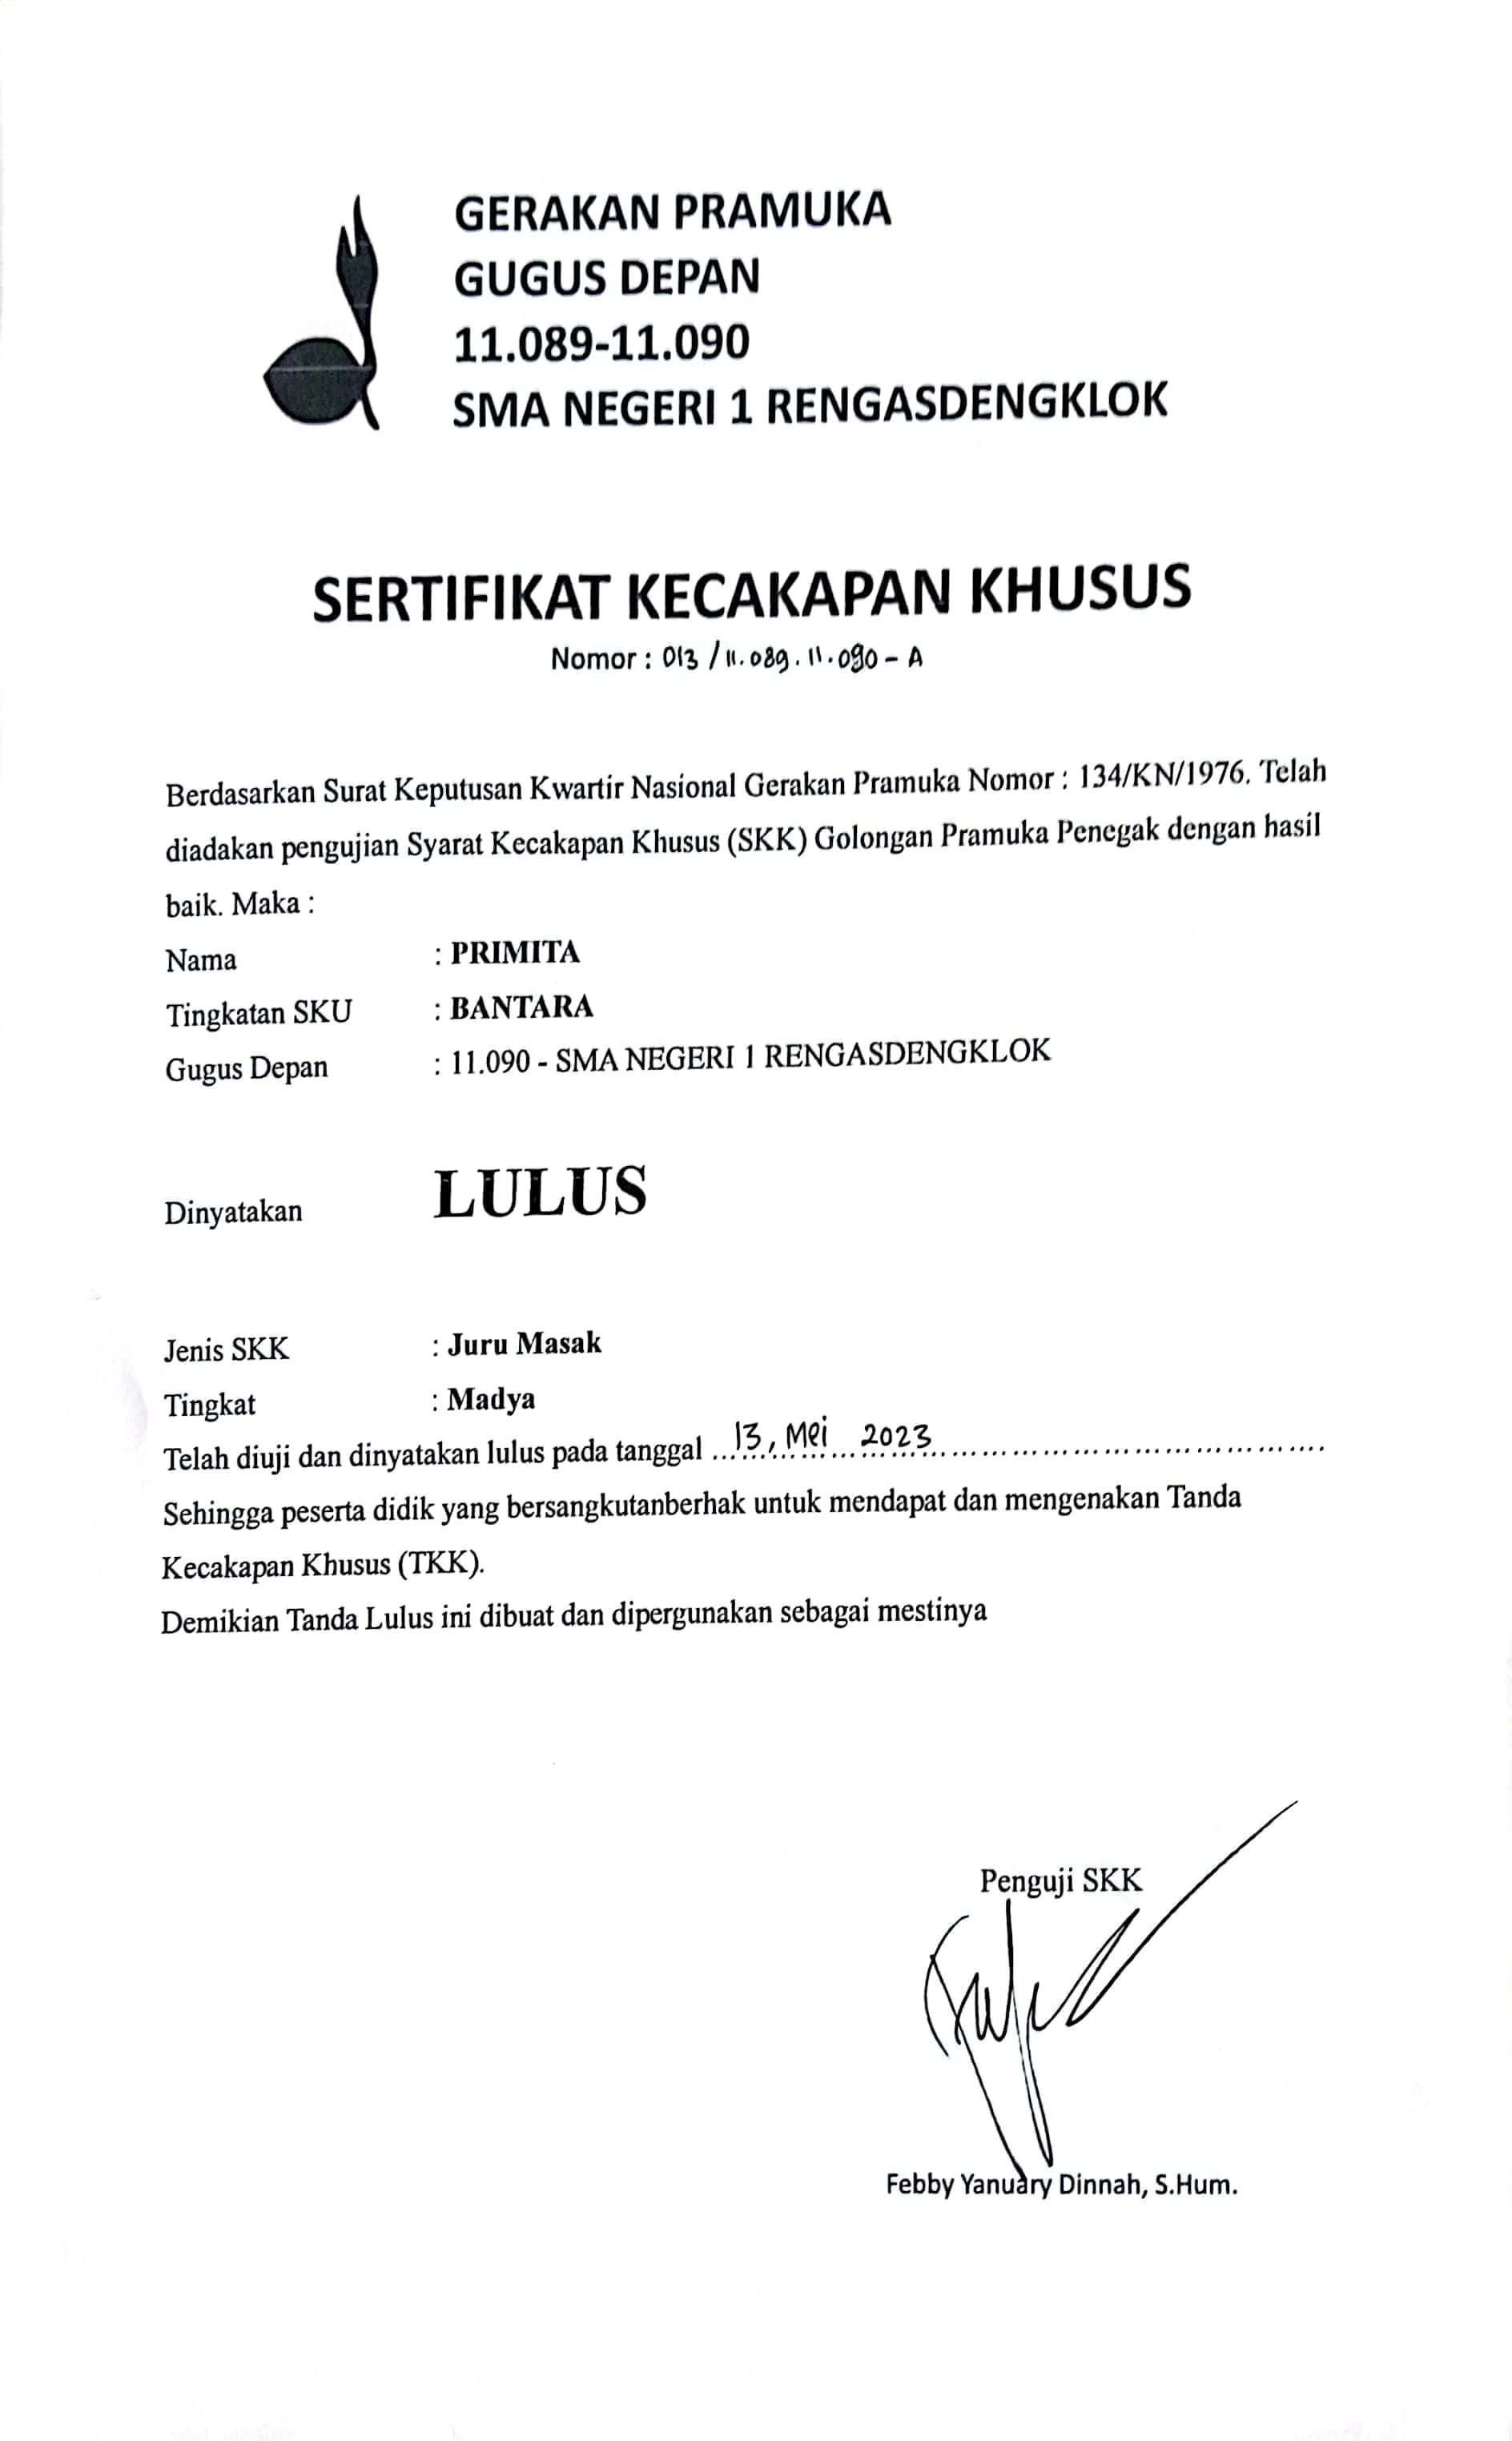 GERAKAN PRAMUKA
GUGUS DEPAN
11.089-11.090
SMA NEGERI 1 RENGASDENGKLOK
SERTIFIKAT KECAKAPAN KHUSUS
Nomor : 013 / 11.089.11.090 - A
Berdasarkan Surat Keputusan Kwartir Nasional Gerakan Pramuka Nomor : 134/KN/1976. Telah
diadakan pengujian Syarat Kecakapan Khusus (SKK) Golongan Pramuka Penegak dengan hasil
baik. Maka :
Nama : PRIMITA
Tingkatan SKU : BANTARA
Gugus Depan : 11.090 - SMA NEGERI 1 RENGASDENGKLOK
Dinyatakan LULUS
Jenis SKK : Juru Masak
Tingkat : Madya
Telah diuji dan dinyatakan lulus pada tanggal 13, Mei 2023
Sehingga peserta didik yang bersangkutanberhak untuk mendapat dan mengenakan Tanda
Kecakapan Khusus (TKK).
Demikian Tanda Lulus ini dibuat dan dipergunakan sebagai mestinya
Penguji SKK
Febby Yanuary Dinnah, S.Hum.